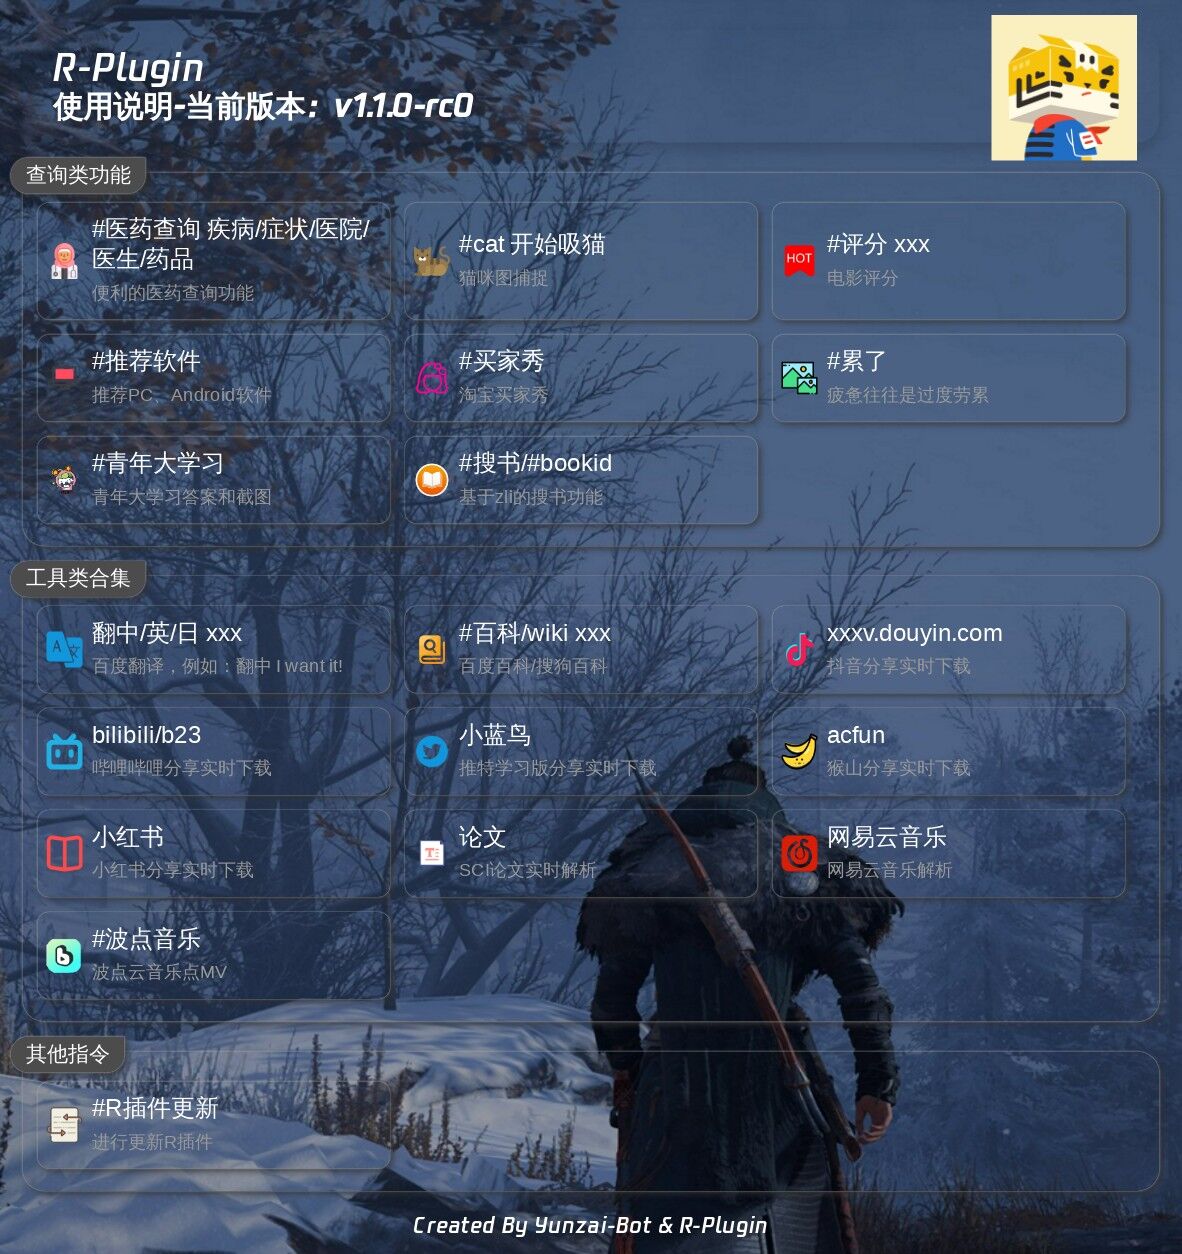 R-Plugin
使用说明-当前版本：v1.1.0-rc0
查询类功能
#医药查询 疾病/症状/医院/
医生/药品
便利的医药查询功能
#cat 开始吸猫
猫咪图捕捉
HOT
#评分 xxx
电影评分
#推荐软件
推荐PC、Android软件
#买家秀
淘宝买家秀
#累了
疲惫往往是过度劳累
#青年大学习
青年大学习答案和截图
#搜书/#bookid
基于zli的搜书功能
工具类合集
翻中/英/日 xxx
百度翻译，例如：翻中 I want it!
#百科/wiki xxx
百度百科/搜狗百科
xxxv.douyin.com
抖音分享实时下载
bilibili/b23
哔哩哔哩分享实时下载
小蓝鸟
推特学习版分享实时下载
acfun
猴山分享实时下载
小红书
小红书分享实时下载
论文
SCI论文实时解析
网易云音乐
网易云音乐解析
#波点音乐
波点云音乐点MV
其他指令
#R插件更新
进行更新R插件
Created By Yunzai-Bot & R-Plugin